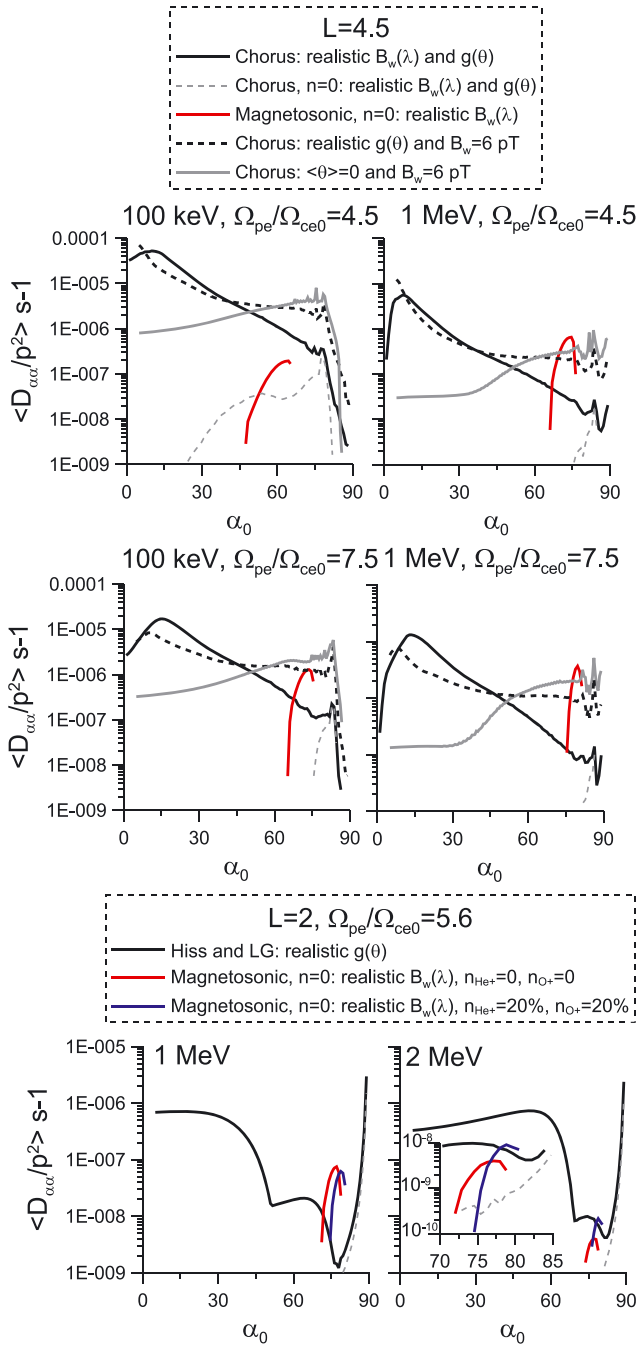 L=4.5
Chorus: realistic B_w(λ) and g(θ)
Chorus, n=0: realistic B_w(λ) and g(θ)
Magnetosonic, n=0: realistic B_w(λ)
Chorus: realistic g(θ) and B_w=6 pT
Chorus: <θ>=0 and B_w=6 pT
100 keV, Ω_pe/Ω_ce0=4.5
1 MeV, Ω_pe/Ω_ce0=4.5
<D_αα/p²> s-1
0.0001
1E-005
1E-006
1E-007
1E-008
1E-009
0 30 60 90
0 30 60 90
α_0
α_0
100 keV, Ω_pe/Ω_ce0=7.5
1 MeV, Ω_pe/Ω_ce0=7.5
<D_αα/p²> s-1
0.0001
1E-005
1E-006
1E-007
1E-008
1E-009
0 30 60 90
0 30 60 90
α_0
α_0
L=2, Ω_pe/Ω_ce0=5.6
Hiss and LG: realistic g(θ)
Magnetosonic, n=0: realistic B_w(λ), n_He+=0, n_O+=0
Magnetosonic, n=0: realistic B_w(λ), n_He+=20%, n_O+=20%
1 MeV
2 MeV
<D_αα/p²> s-1
1E-005
1E-006
1E-007
1E-008
1E-009
10^-8
10^-9
10^-10
70 75 80 85
0 30 60 90
0 30 60 90
α_0
α_0